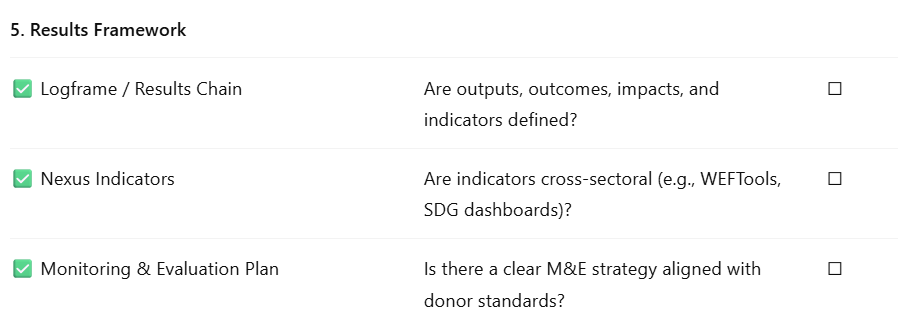 5. Results Framework
✅ Logframe / Results Chain
Are outputs, outcomes, impacts, and
indicators defined?
☐
✅ Nexus Indicators
Are indicators cross-sectoral (e.g., WEFTools,
SDG dashboards)?
☐
✅ Monitoring & Evaluation Plan
Is there a clear M&E strategy aligned with
donor standards?
☐